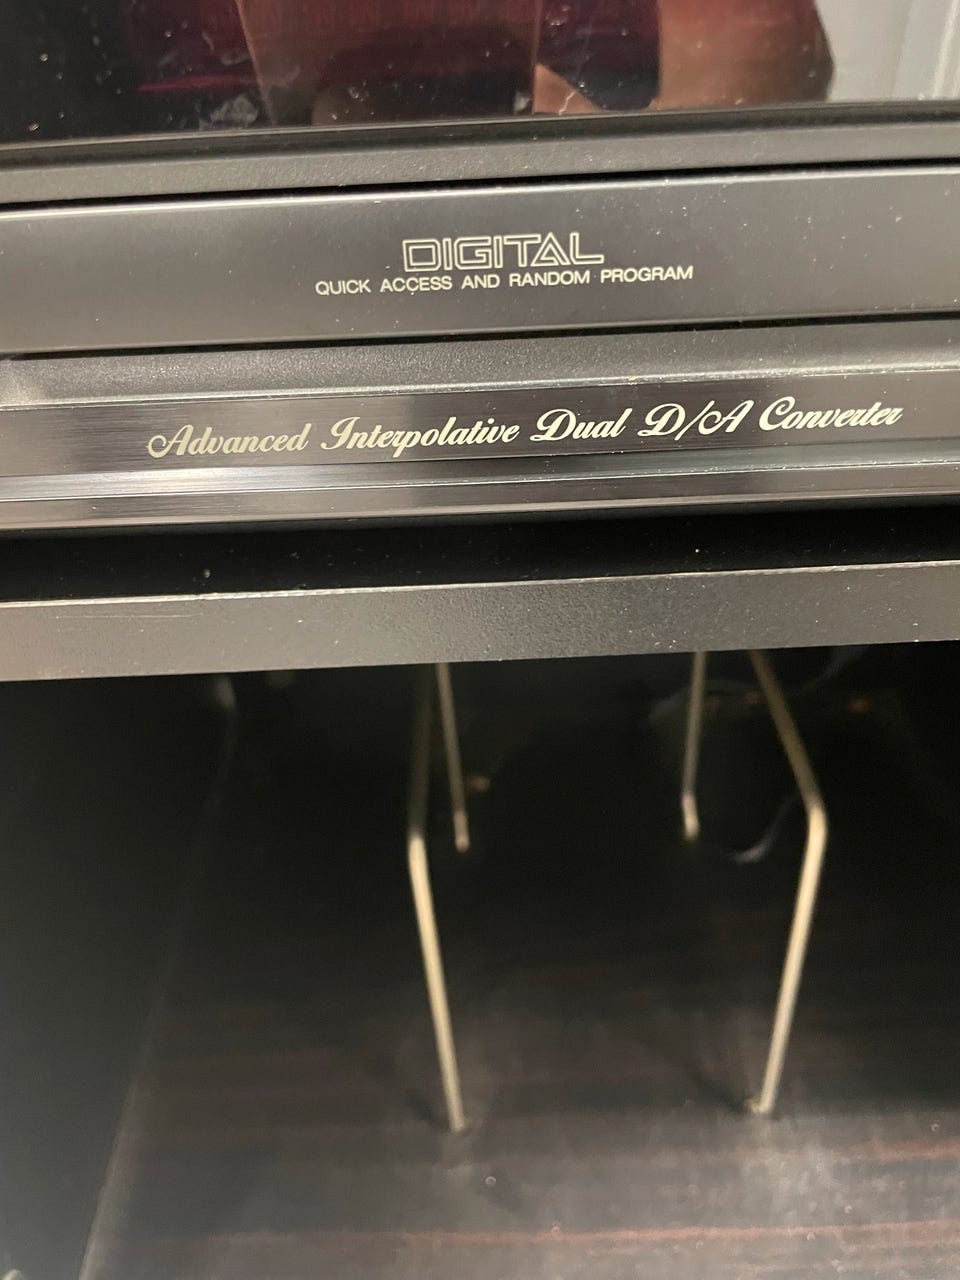 DIGITAL
QUICK ACCESS AND RANDOM PROGRAM
Advanced Interpolative Dual D/A Converter